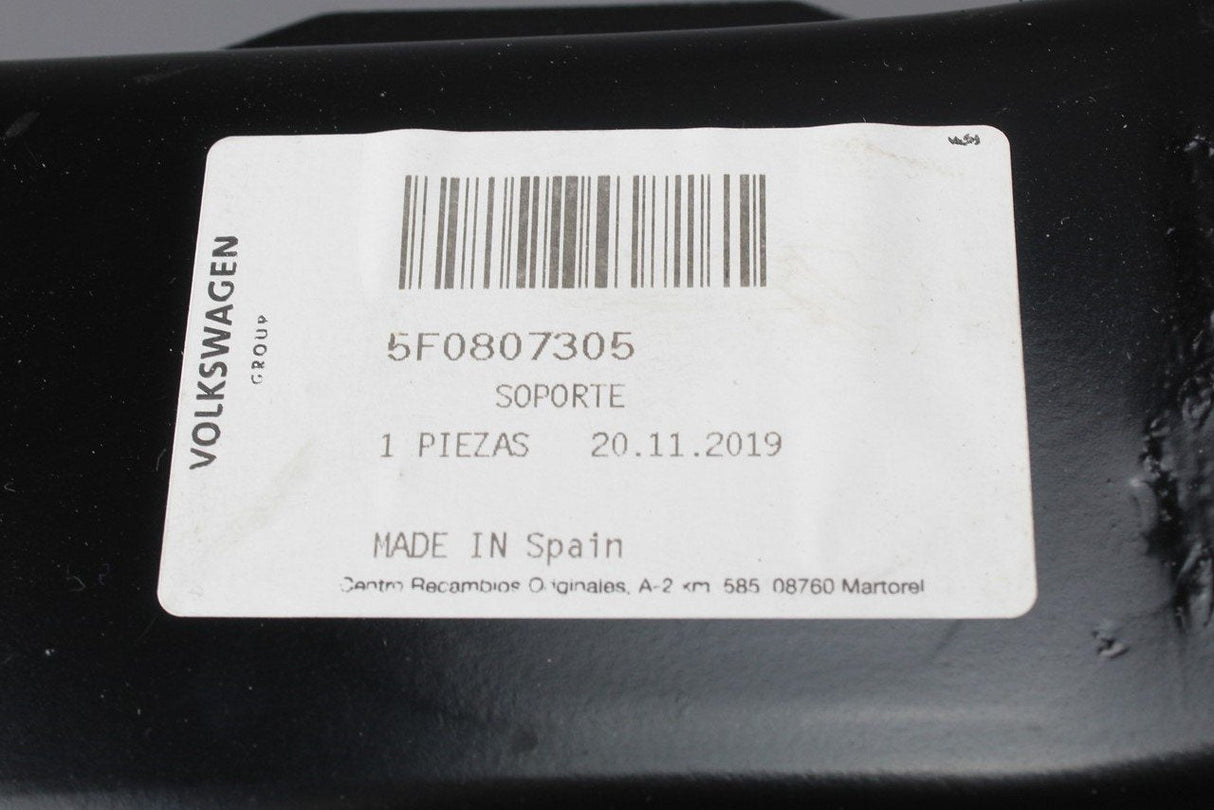 VOLKSWAGEN
GROUP
5F0807305
SOPORTE
1 PIEZAS 20.11.2019
MADE IN Spain
Centro Recambios Originales, A-2 km 585 08760 Martorel